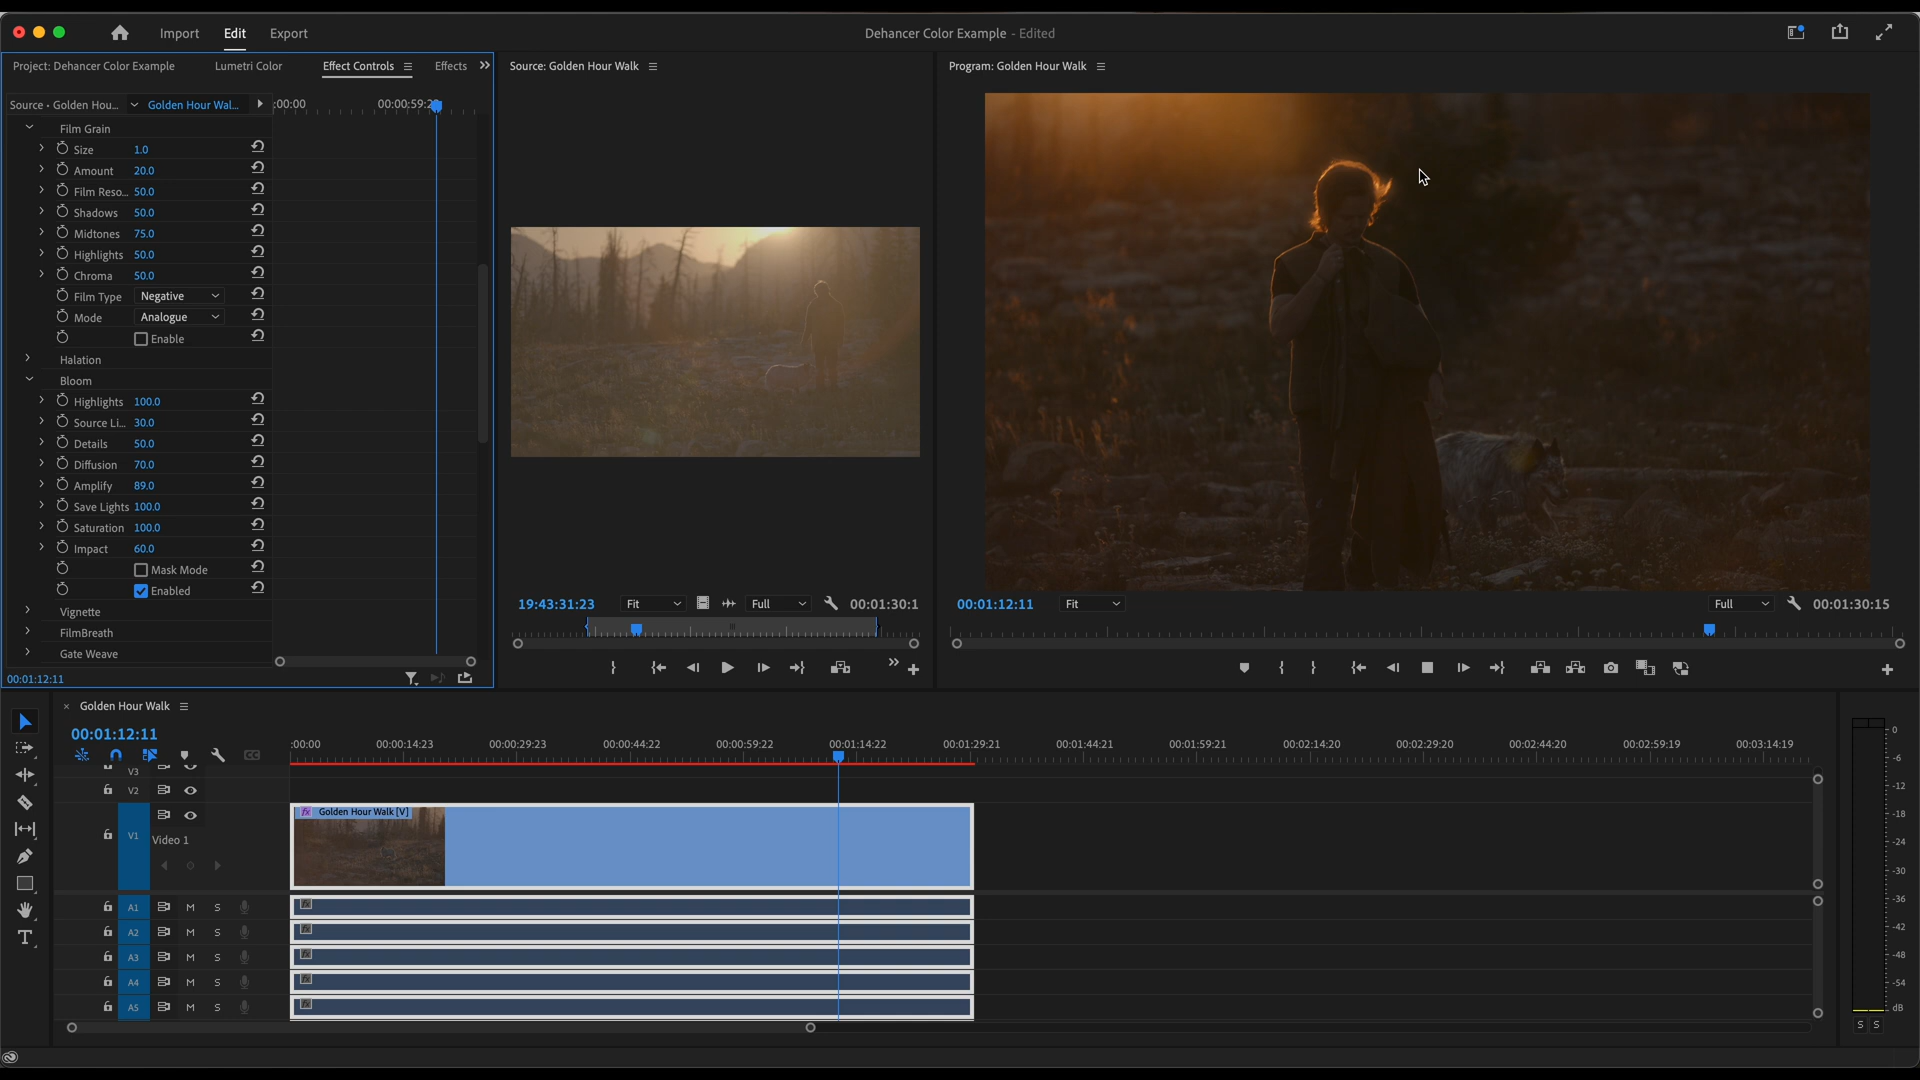 Import Edit Export
Dehancer Color Example - Edited
Project: Dehancer Color Example Lumetri Color Effect Controls Effects
Source: Golden Hour Walk
Program: Golden Hour Walk
Source • Golden Hou... Golden Hour Wal... :00:00
Film Grain
Size 1.0
Amount 20.0
Film Reso... 50.0
Shadows 50.0
Midtones 75.0
Highlights 50.0
Chroma 50.0
Film Type Negative
Mode Analogue
Enable
Halation
Bloom
Highlights 100.0
Source Li... 30.0
Details 50.0
Diffusion 70.0
Amplify 89.0
Save Lights 100.0
Saturation 100.0
Impact 60.0
Mask Mode
Enabled
Vignette
FilmBreath
Gate Weave
00:01:12:11
19:43:31:23 Fit Full 00:01:30:1
00:01:12:11 Fit Full 00:01:30:15
Golden Hour Walk
00:01:12:11
:00:00 00:00:14:23 00:00:29:23 00:00:44:22 00:00:59:22 00:01:14:22 00:01:29:21 00:01:44:21 00:01:59:21 00:02:14:20 00:02:29:20 00:02:44:20 00:02:59:19 00:03:14:19
CC
V3
V2
Golden Hour Walk [V]
V1
Video 1
A1 M S
A2 M S
A3 M S
A4 M S
A5 M S
0
-6
-12
-18
-24
-30
-36
-42
-48
-54
dB
S S